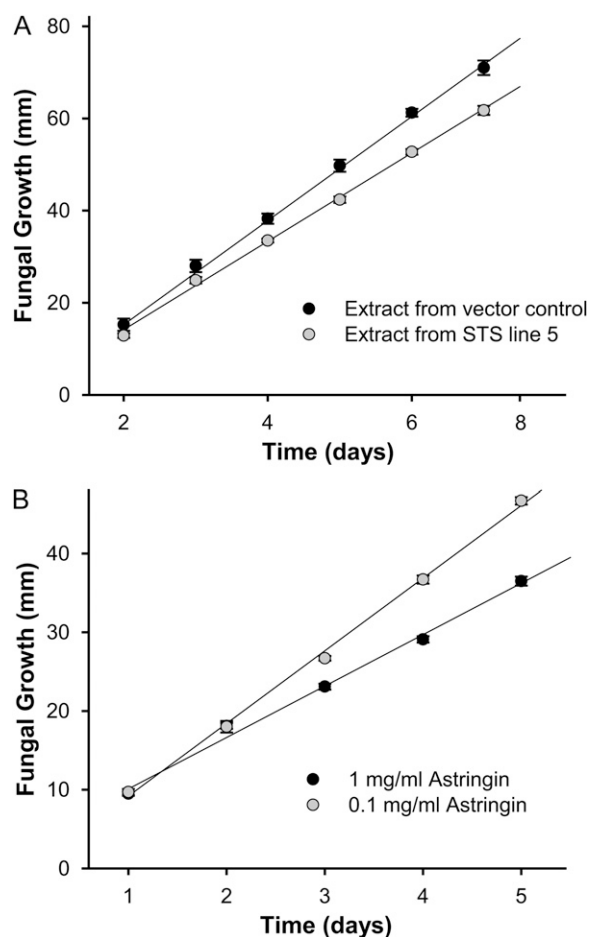 A
80
60
40
20
0
Fungal Growth (mm)
Extract from vector control
Extract from STS line 5
2 4 6 8
Time (days)
B
40
30
20
10
0
Fungal Growth (mm)
1 mg/ml Astringin
0.1 mg/ml Astringin
1 2 3 4 5
Time (days)